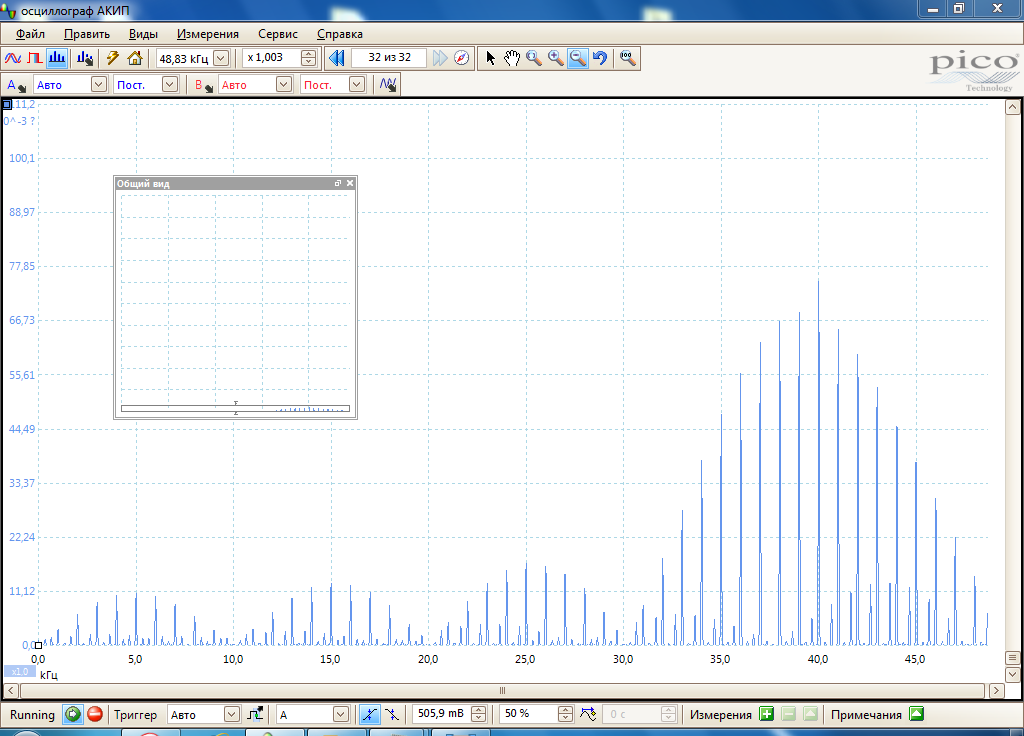 осциллограф АКИП
Файл Править Виды Измерения Сервис Справка
48,83 кГц x 1,003 32 из 32
pico
Technology
A Авто Пост. B Авто Пост.
111,2
0^-3 ?
100,1
88,97
77,85
66,73
55,61
44,49
33,37
22,24
11,12
0,0
Общий вид
0,0 5,0 10,0 15,0 20,0 25,0 30,0 35,0 40,0 45,0
x1,0 кГц
Running Триггер Авто A 505,9 mB 50 % 0 c Измерения Примечания